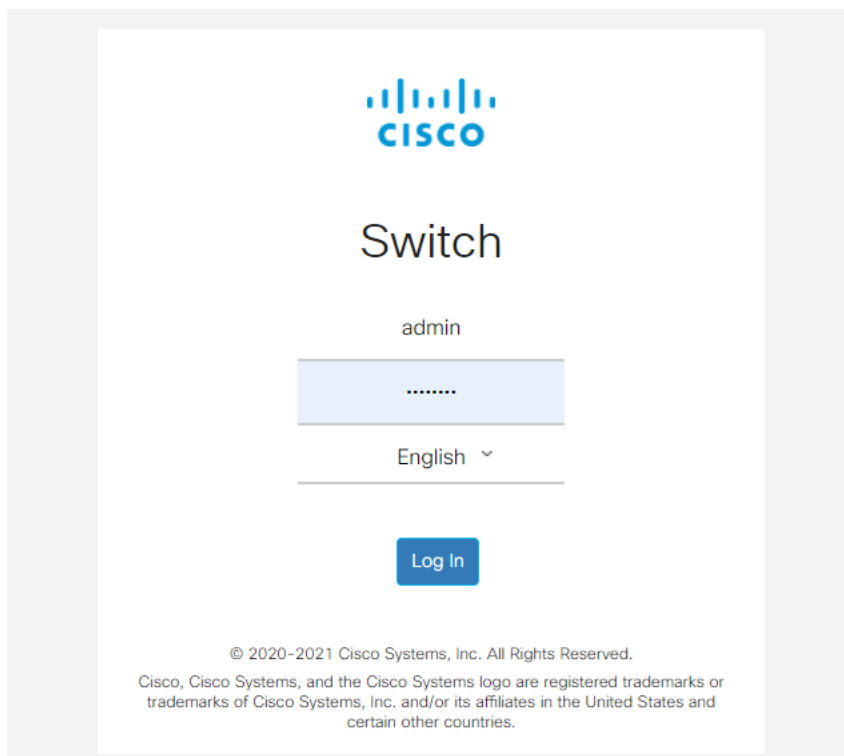 CISCO
Switch
admin
........
English
Log In
© 2020-2021 Cisco Systems, Inc. All Rights Reserved.
Cisco, Cisco Systems, and the Cisco Systems logo are registered trademarks or
trademarks of Cisco Systems, Inc. and/or its affiliates in the United States and
certain other countries.